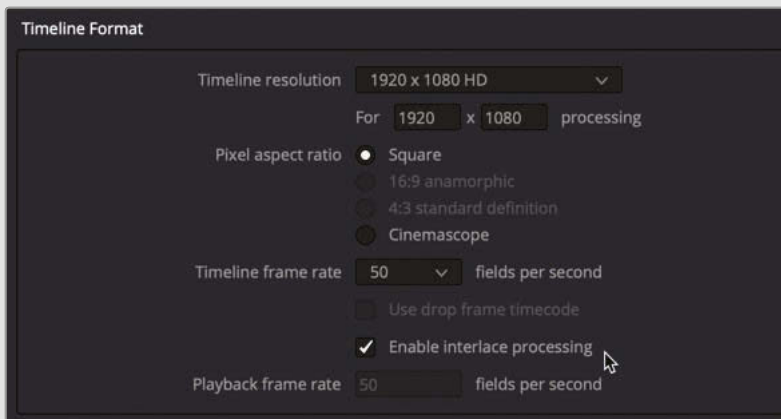 Timeline Format
Timeline resolution 1920 x 1080 HD
For 1920 x 1080 processing
Pixel aspect ratio Square
16:9 anamorphic
4:3 standard definition
Cinemascope
Timeline frame rate 50 fields per second
Use drop frame timecode
Enable interlace processing
Playback frame rate 50 fields per second